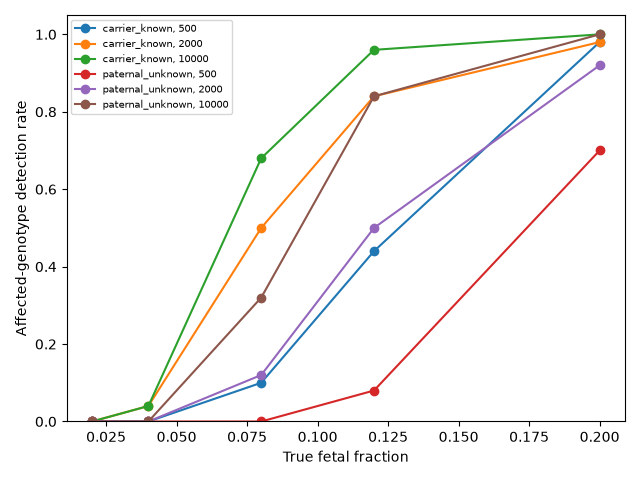 carrier_known, 500
carrier_known, 2000
carrier_known, 10000
paternal_unknown, 500
paternal_unknown, 2000
paternal_unknown, 10000
Affected-genotype detection rate
1.0
0.8
0.6
0.4
0.2
0.0
0.025 0.050 0.075 0.100 0.125 0.150 0.175 0.200
True fetal fraction